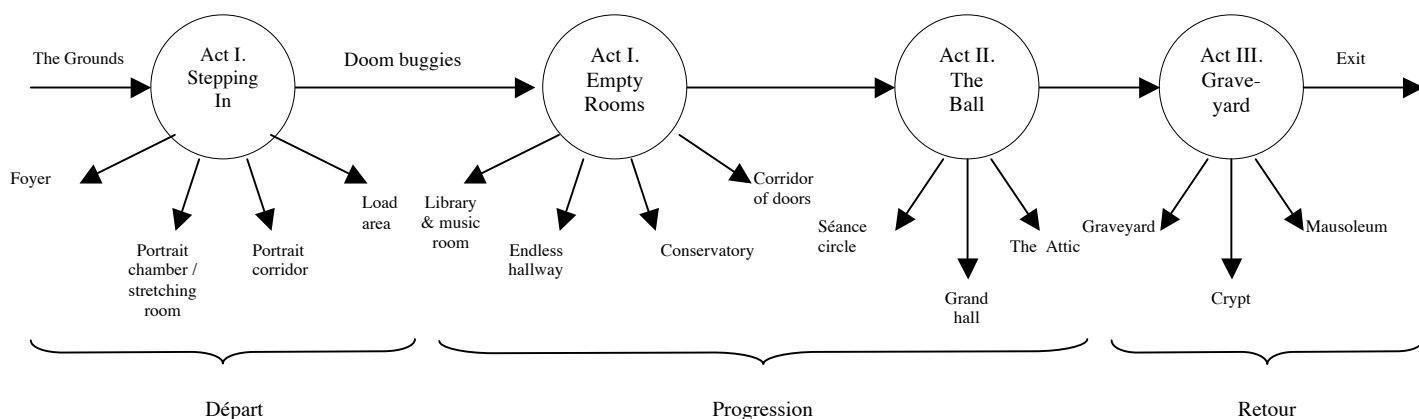 The Grounds
Act I.
Stepping
In
Doom buggies
Act I.
Empty
Rooms
Act II.
The
Ball
Act III.
Grave-
yard
Exit
Foyer
Portrait
chamber /
stretching
room
Portrait
corridor
Load
area
Library
& music
room
Endless
hallway
Conservatory
Corridor
of doors
Séance
circle
Grand
hall
The Attic
Graveyard
Crypt
Mausoleum
Départ
Progression
Retour